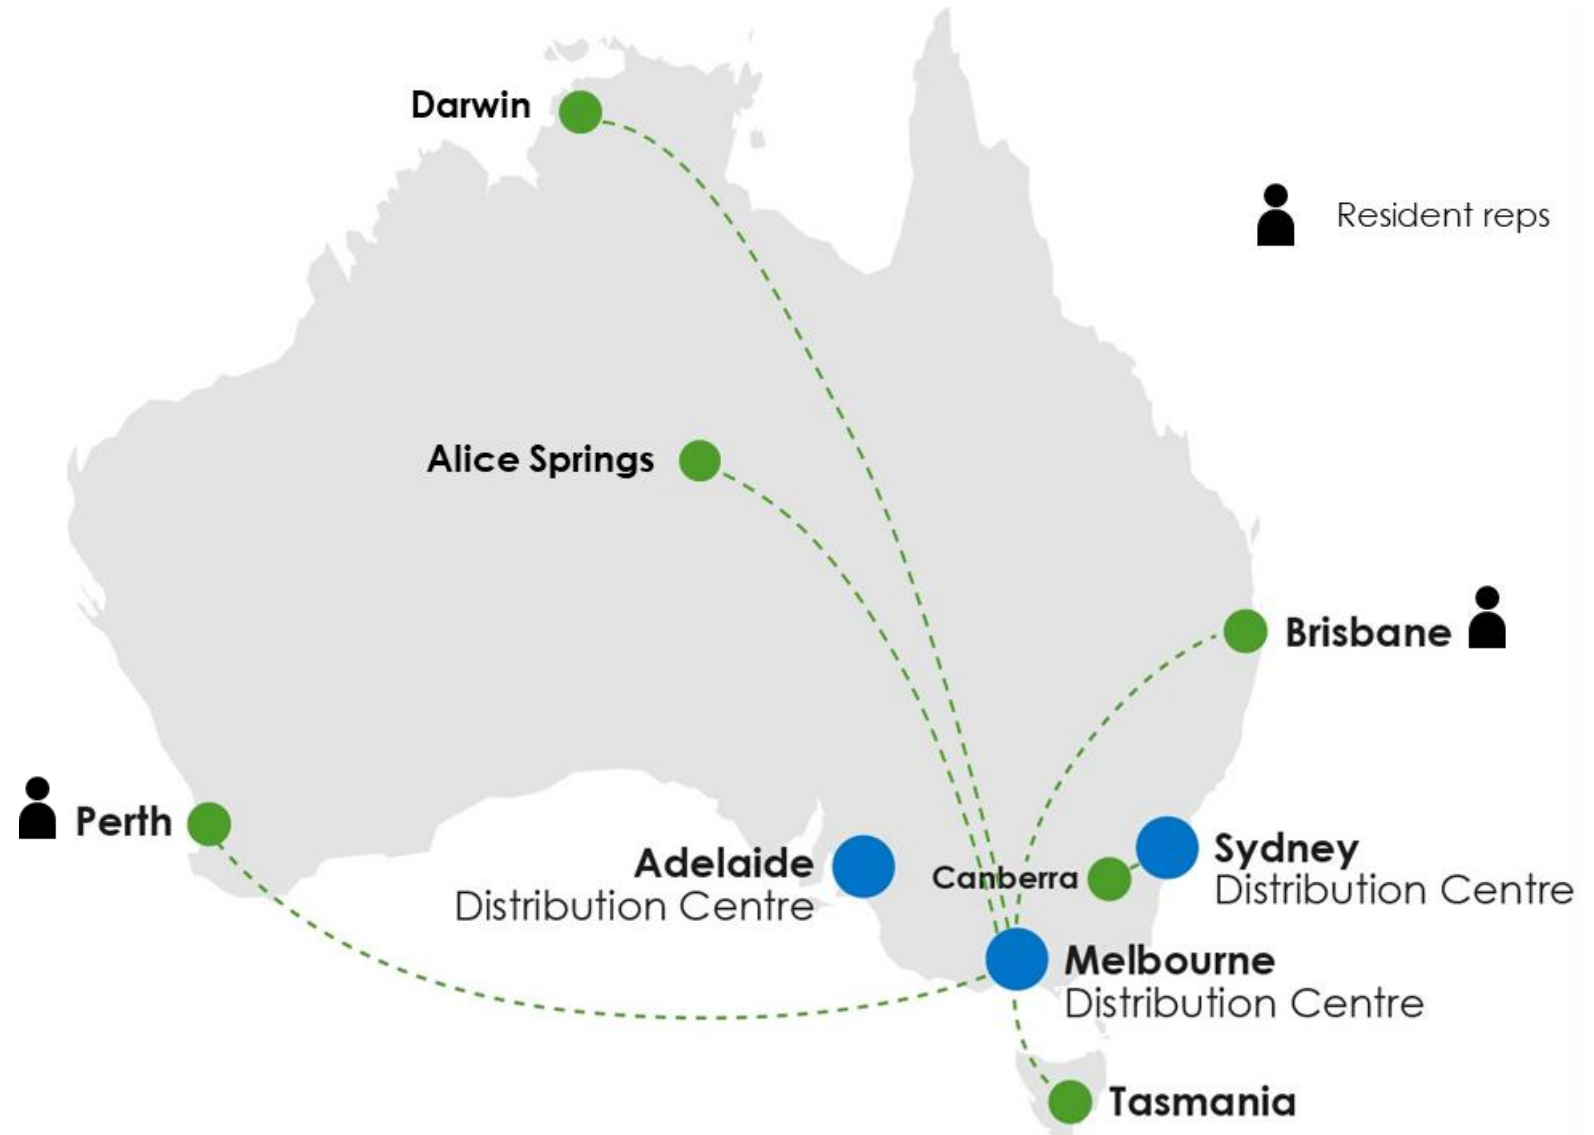 Darwin
Resident reps
Alice Springs
Brisbane
Perth
Adelaide
Distribution Centre
Canberra
Sydney
Distribution Centre
Melbourne
Distribution Centre
Tasmania